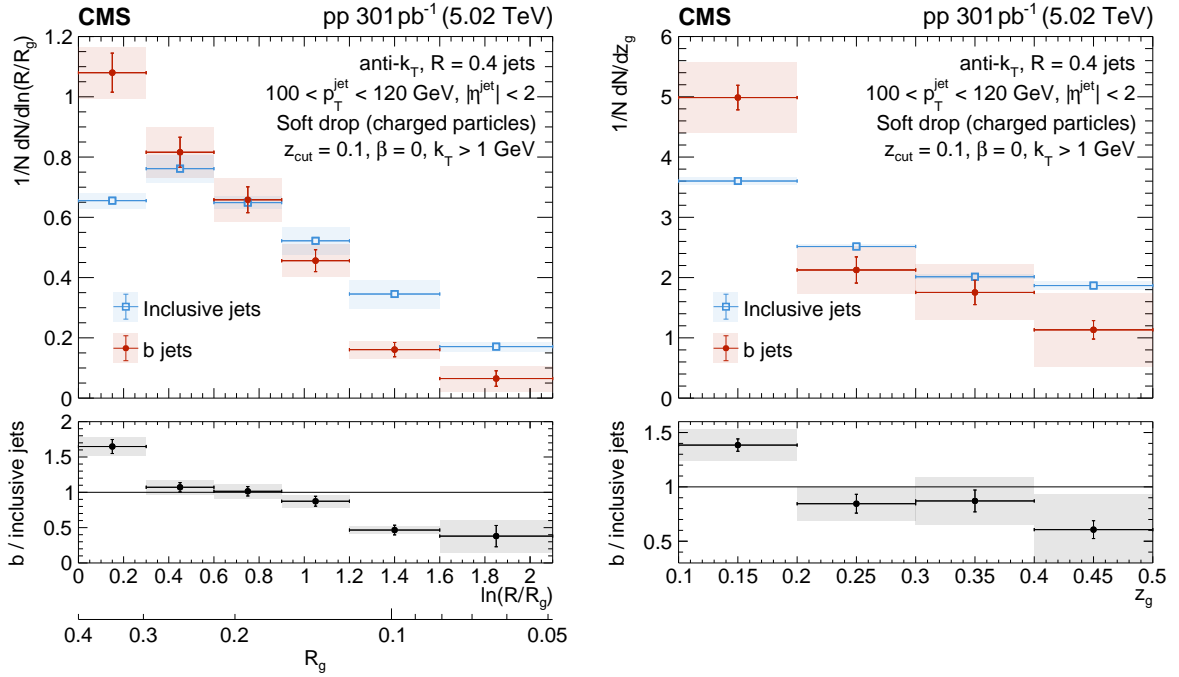 CMS pp 301 pb⁻¹ (5.02 TeV)
1/N dN/dln(R/R_g)
1.2
1
0.8
0.6
0.4
0.2
0
anti-k_T, R = 0.4 jets
100 < p_T^jet < 120 GeV, |η^jet| < 2
Soft drop (charged particles)
z_cut = 0.1, β = 0, k_T > 1 GeV
Inclusive jets
b jets
b / inclusive jets
2
1.5
1
0.5
0
0 0.2 0.4 0.6 0.8 1 1.2 1.4 1.6 1.8 2
ln(R/R_g)
0.4 0.3 0.2 0.1 0.05
R_g
CMS pp 301 pb⁻¹ (5.02 TeV)
1/N dN/dz_g
6
5
4
3
2
1
0
anti-k_T, R = 0.4 jets
100 < p_T^jet < 120 GeV, |η^jet| < 2
Soft drop (charged particles)
z_cut = 0.1, β = 0, k_T > 1 GeV
Inclusive jets
b jets
b / inclusive jets
1.5
1
0.5
0.1 0.15 0.2 0.25 0.3 0.35 0.4 0.45 0.5
z_g